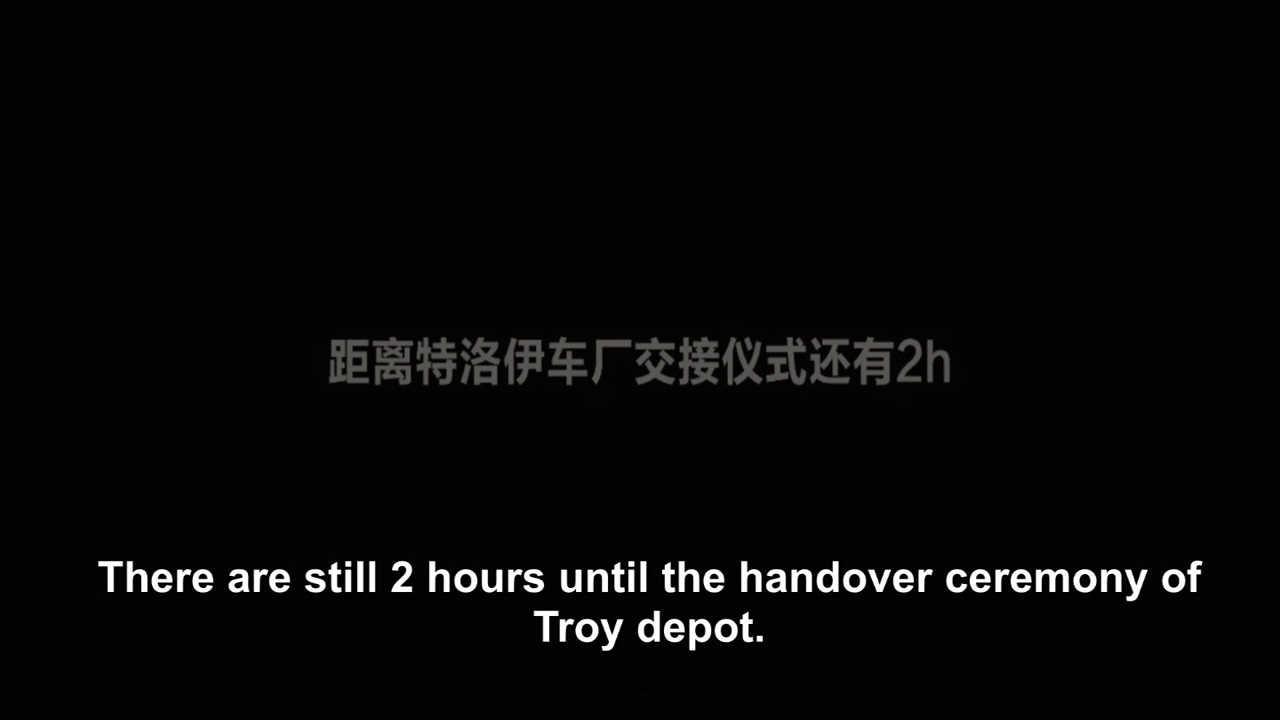 距离特洛伊车厂交接仪式还有2h
There are still 2 hours until the handover ceremony of
Troy depot.